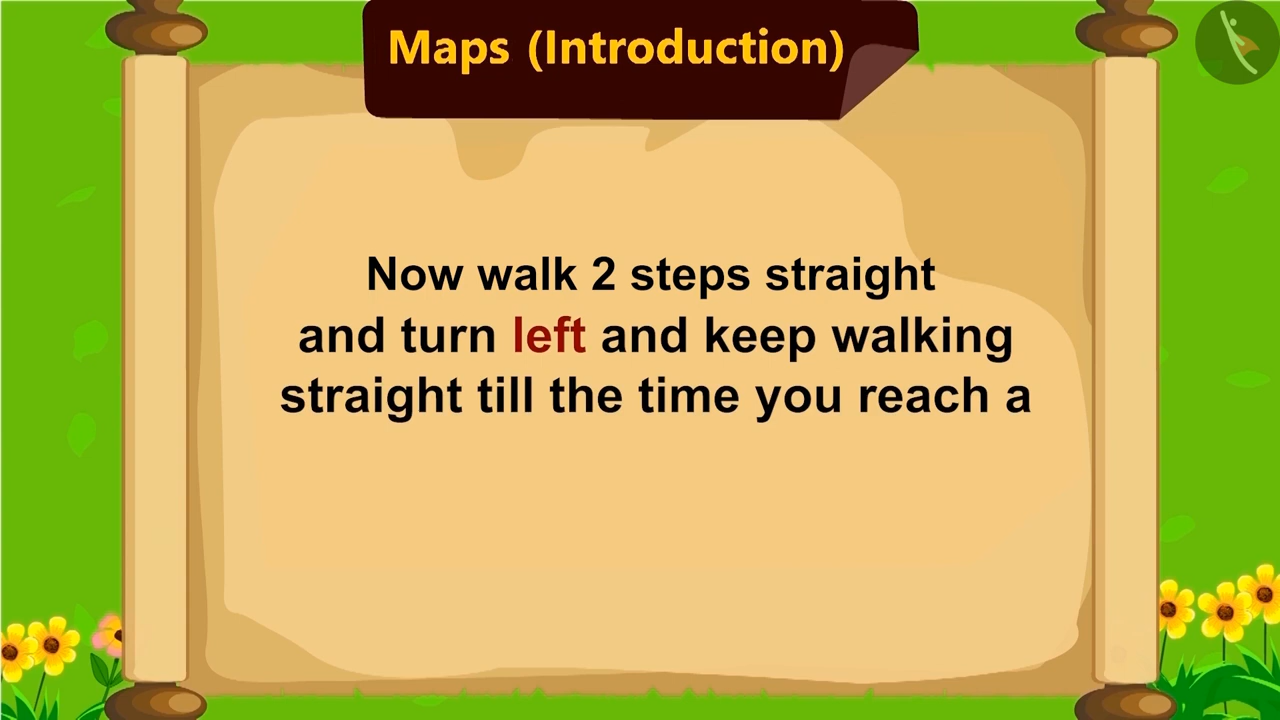 Maps (Introduction)
Now walk 2 steps straight
and turn left and keep walking
straight till the time you reach a